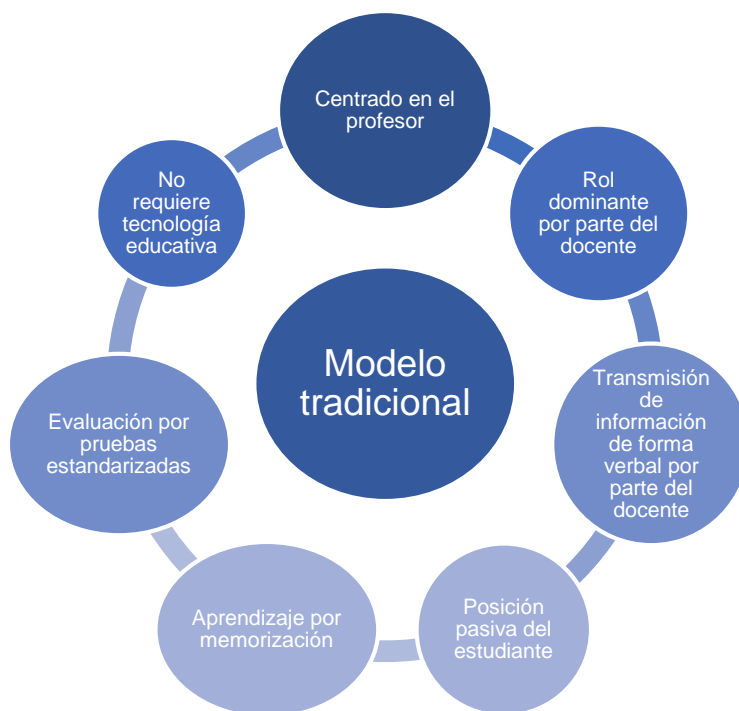 Centrado en el
profesor
Rol
dominante
por parte del
docente
Transmisión
de
información
de forma
verbal por
parte del
docente
Posición
pasiva del
estudiante
Aprendizaje por
memorización
Evaluación por
pruebas
estandarizadas
No
requiere
tecnología
educativa
Modelo
tradicional